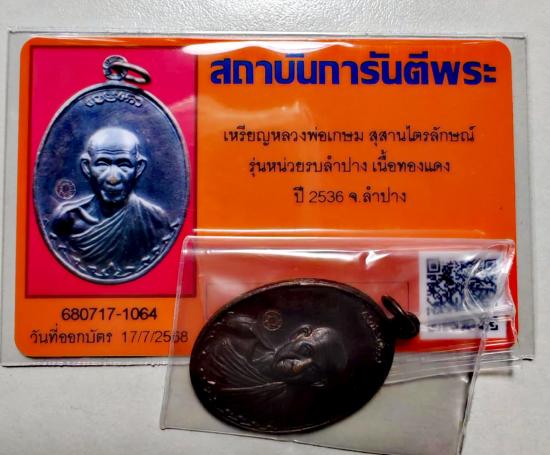 สถาบันการันตีพระ
เหรียญหลวงพ่อเกษม สุสานไตรลักษณ์
รุ่นหน่วยรบลำปาง เนื้อทองแดง
ปี 2536 จ.ลำปาง
680717-1064
วันที่ออกบัตร 17/7/2568